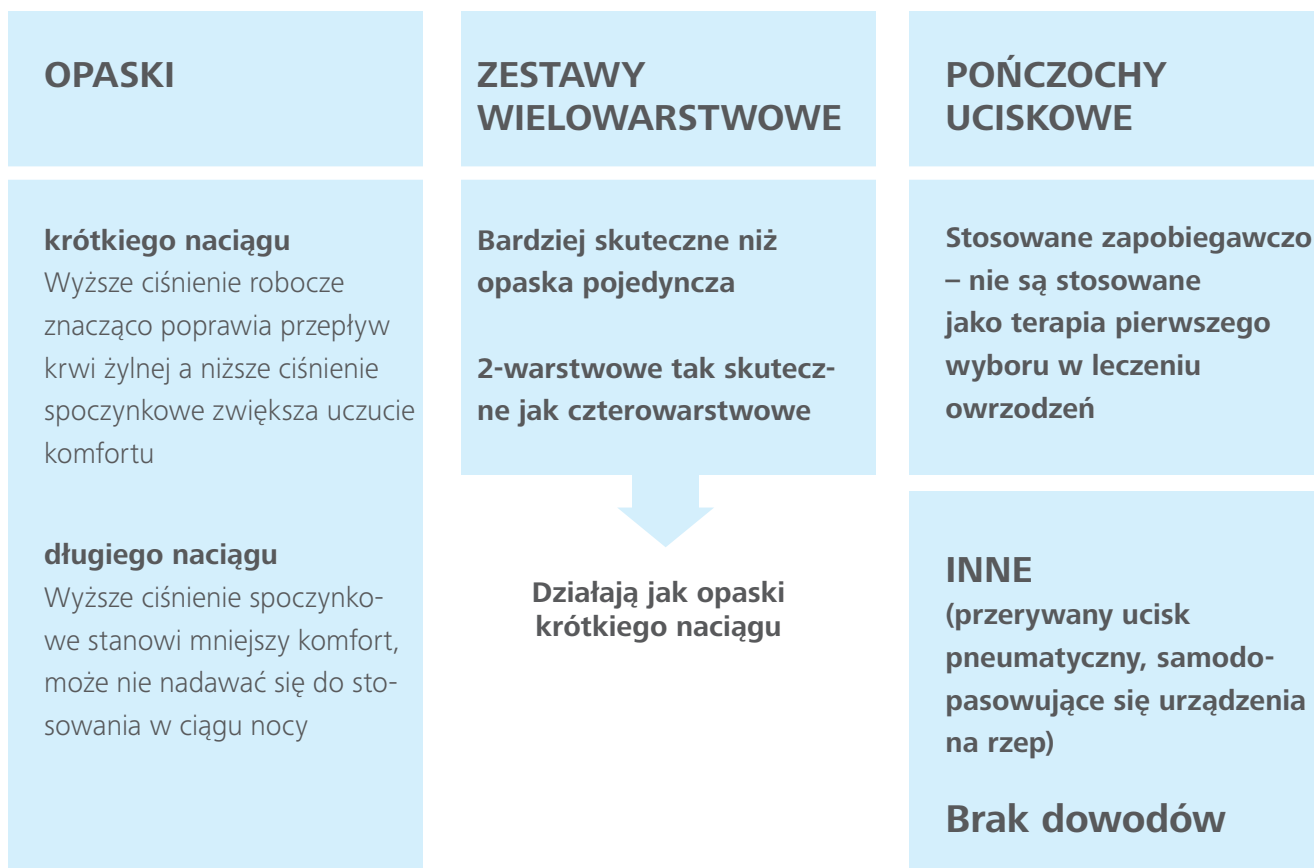 OPASKI
krótkiego naciągu
Wyższe ciśnienie robocze
znacząco poprawia przepływ
krwi żylnej a niższe ciśnienie
spoczynkowe zwiększa uczucie
komfortu
długiego naciągu
Wyższe ciśnienie spoczynko-
we stanowi mniejszy komfort,
może nie nadawać się do sto-
sowania w ciągu nocy
ZESTAWY
WIELOWARSTWOWE
Bardziej skuteczne niż
opaska pojedyncza
2-warstwowe tak skutecz-
ne jak czterowarstwowe
Działają jak opaski
krótkiego naciągu
POŃCZOCHY
UCISKOWE
Stosowane zapobiegawczo
– nie są stosowane
jako terapia pierwszego
wyboru w leczeniu
owrzodzeń
INNE
(przerywany ucisk
pneumatyczny, samodo-
pasowujące się urządzenia
na rzep)
Brak dowodów